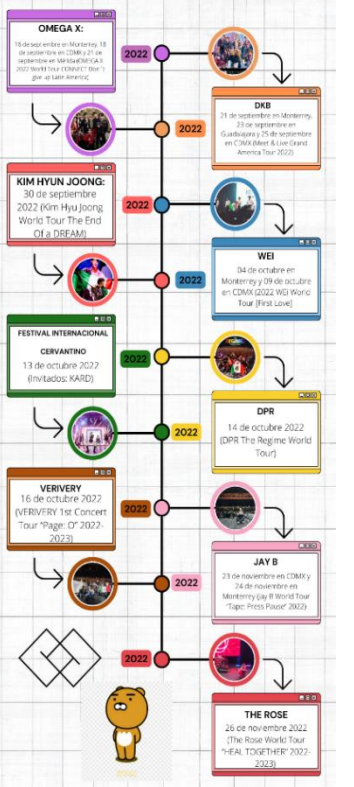 OMEGA X:
18 de septiembre en Monterrey, 18
de septiembre en CDMX y 21 de
septiembre en Mérida (OMEGA X
2022 World Tour CONNECT: Don't
give up Latin America)
2022
2022
DKB
21 de septiembre en Monterrey,
23 de septiembre en
Guadalajara y 25 de septiembre
en CDMX (Meet & Live Grand
America Tour 2022)
KIM HYUN JOONG:
30 de septiembre
2022 (Kim Hyu Joong
World Tour The End
Of a DREAM)
2022
2022
WEI
04 de octubre en
Monterrey y 09 de octubre
en CDMX (2022 WEI World
Tour [First Love]
FESTIVAL INTERNACIONAL
CERVANTINO
13 de octubre 2022
(Invitados: KARD)
2022
2022
DPR
14 de octubre 2022
(DPR The Regime World
Tour)
VERIVERY
16 de octubre 2022
(VERIVERY 1st Concert
Tour "Page: O" 2022-
2023)
2022
2022
JAY B
23 de noviembre en CDMX y
24 de noviembre en
Monterrey (Jay B World Tour
"Tape: Press Pause" 2022)
2022
THE ROSE
26 de noviembre 2022
(The Rose World Tour
"HEAL TOGETHER" 2022-
2023)